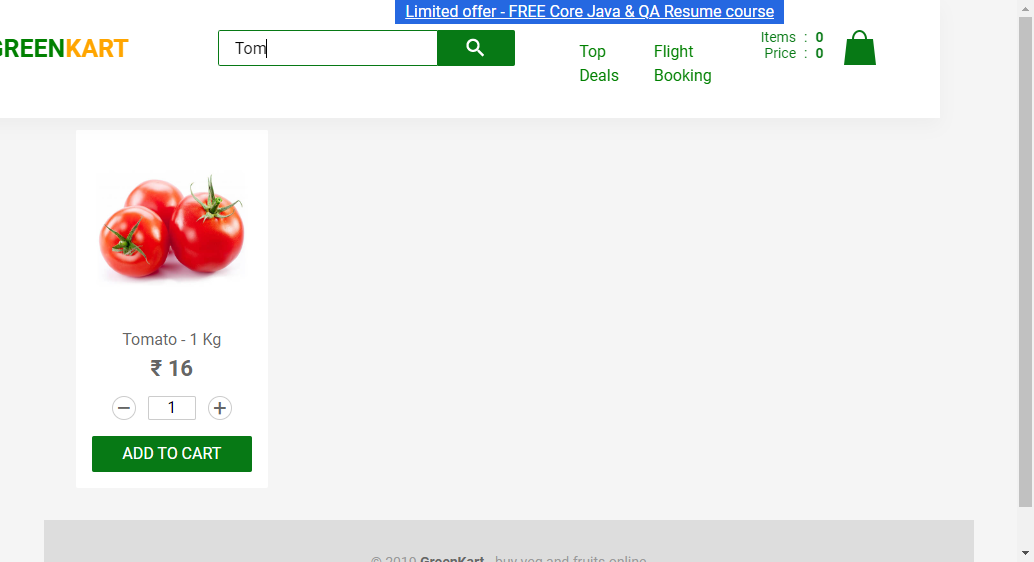 Limited offer - FREE Core Java & QA Resume course
GREENKART
Tom
Top Deals
Flight Booking
Items : 0
Price : 0
Tomato - 1 Kg
₹ 16
1
ADD TO CART
© 2019 GreenKart - buy veg and fruits online